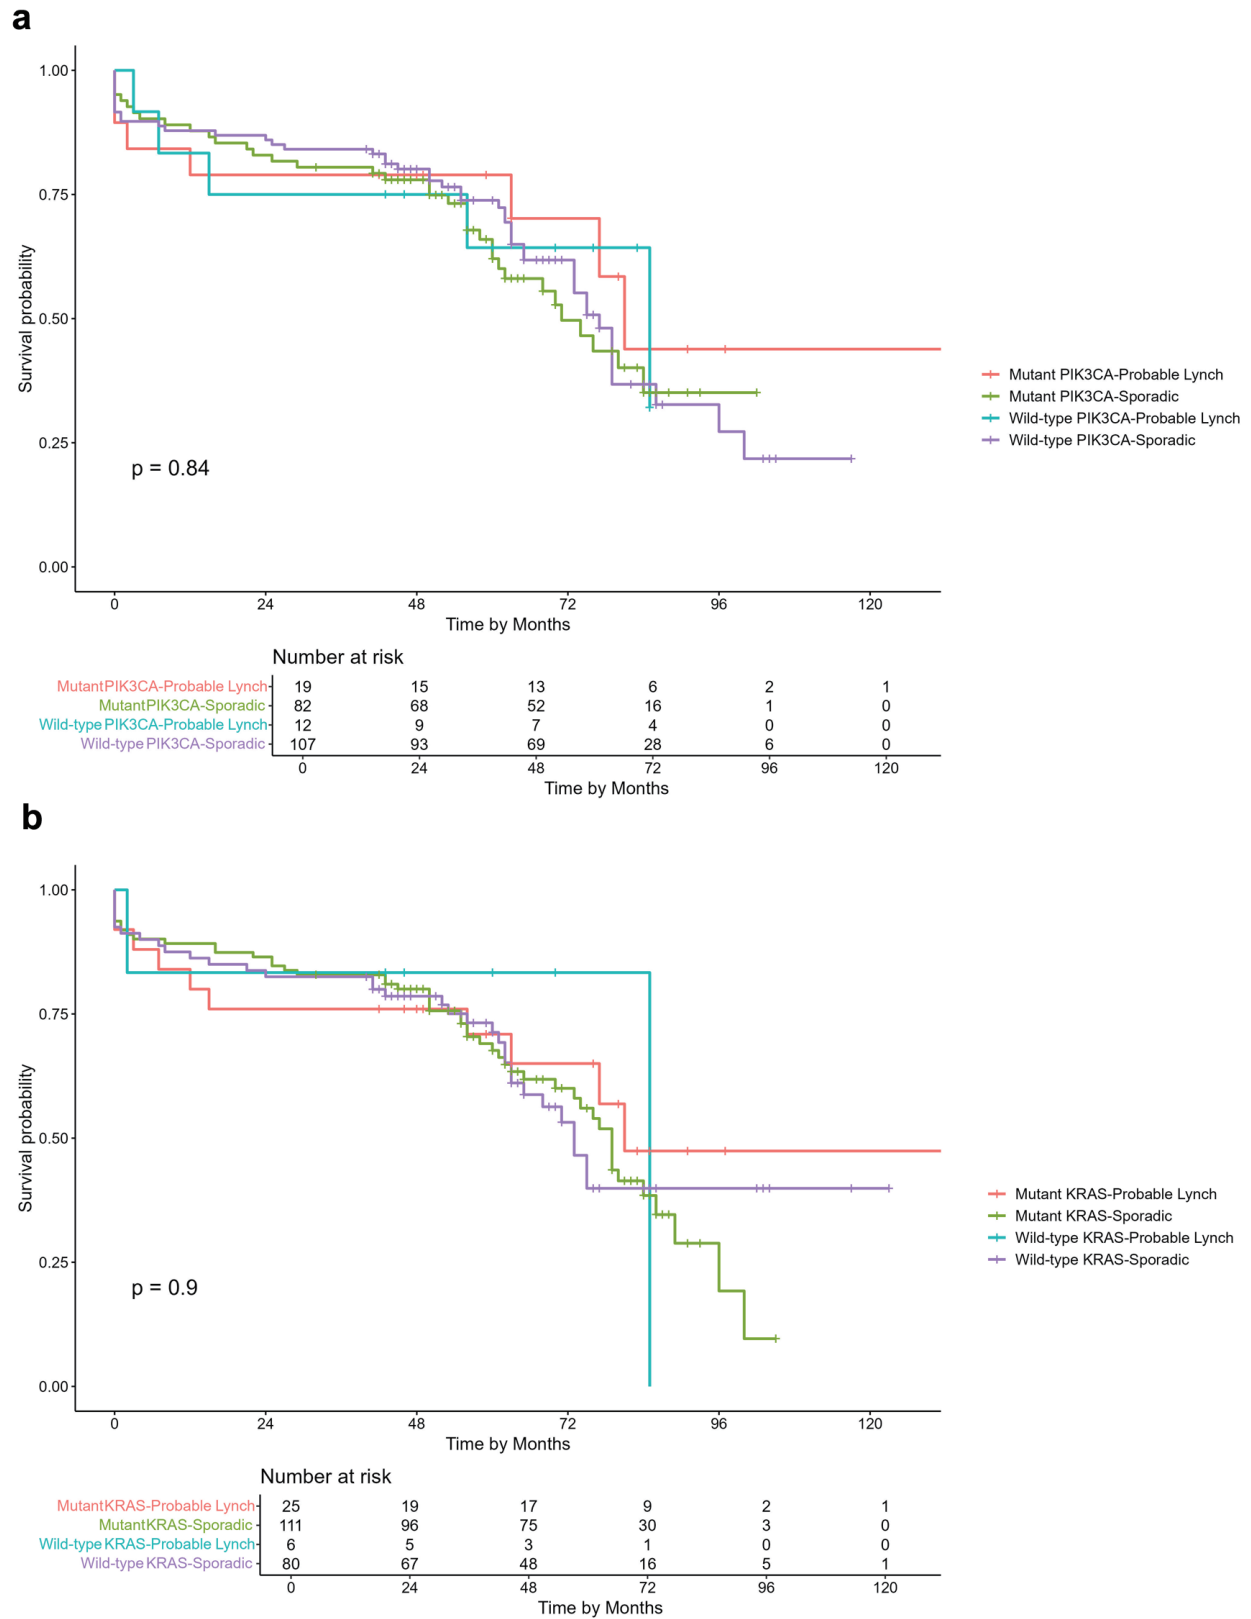 a
1.00
0.75
0.50
0.25
0.00
Survival probability
p = 0.84
0 24 48 72 96 120
Time by Months
Mutant PIK3CA-Probable Lynch
Mutant PIK3CA-Sporadic
Wild-type PIK3CA-Probable Lynch
Wild-type PIK3CA-Sporadic
Number at risk
Mutant PIK3CA-Probable Lynch 19 15 13 6 2 1
Mutant PIK3CA-Sporadic 82 68 52 16 1 0
Wild-type PIK3CA-Probable Lynch 12 9 7 4 0 0
Wild-type PIK3CA-Sporadic 107 93 69 28 6 0
0 24 48 72 96 120
Time by Months
b
1.00
0.75
0.50
0.25
0.00
Survival probability
p = 0.9
0 24 48 72 96 120
Time by Months
Mutant KRAS-Probable Lynch
Mutant KRAS-Sporadic
Wild-type KRAS-Probable Lynch
Wild-type KRAS-Sporadic
Number at risk
Mutant KRAS-Probable Lynch 25 19 17 9 2 1
Mutant KRAS-Sporadic 111 96 75 30 3 0
Wild-type KRAS-Probable Lynch 6 5 3 1 0 0
Wild-type KRAS-Sporadic 80 67 48 16 5 1
0 24 48 72 96 120
Time by Months